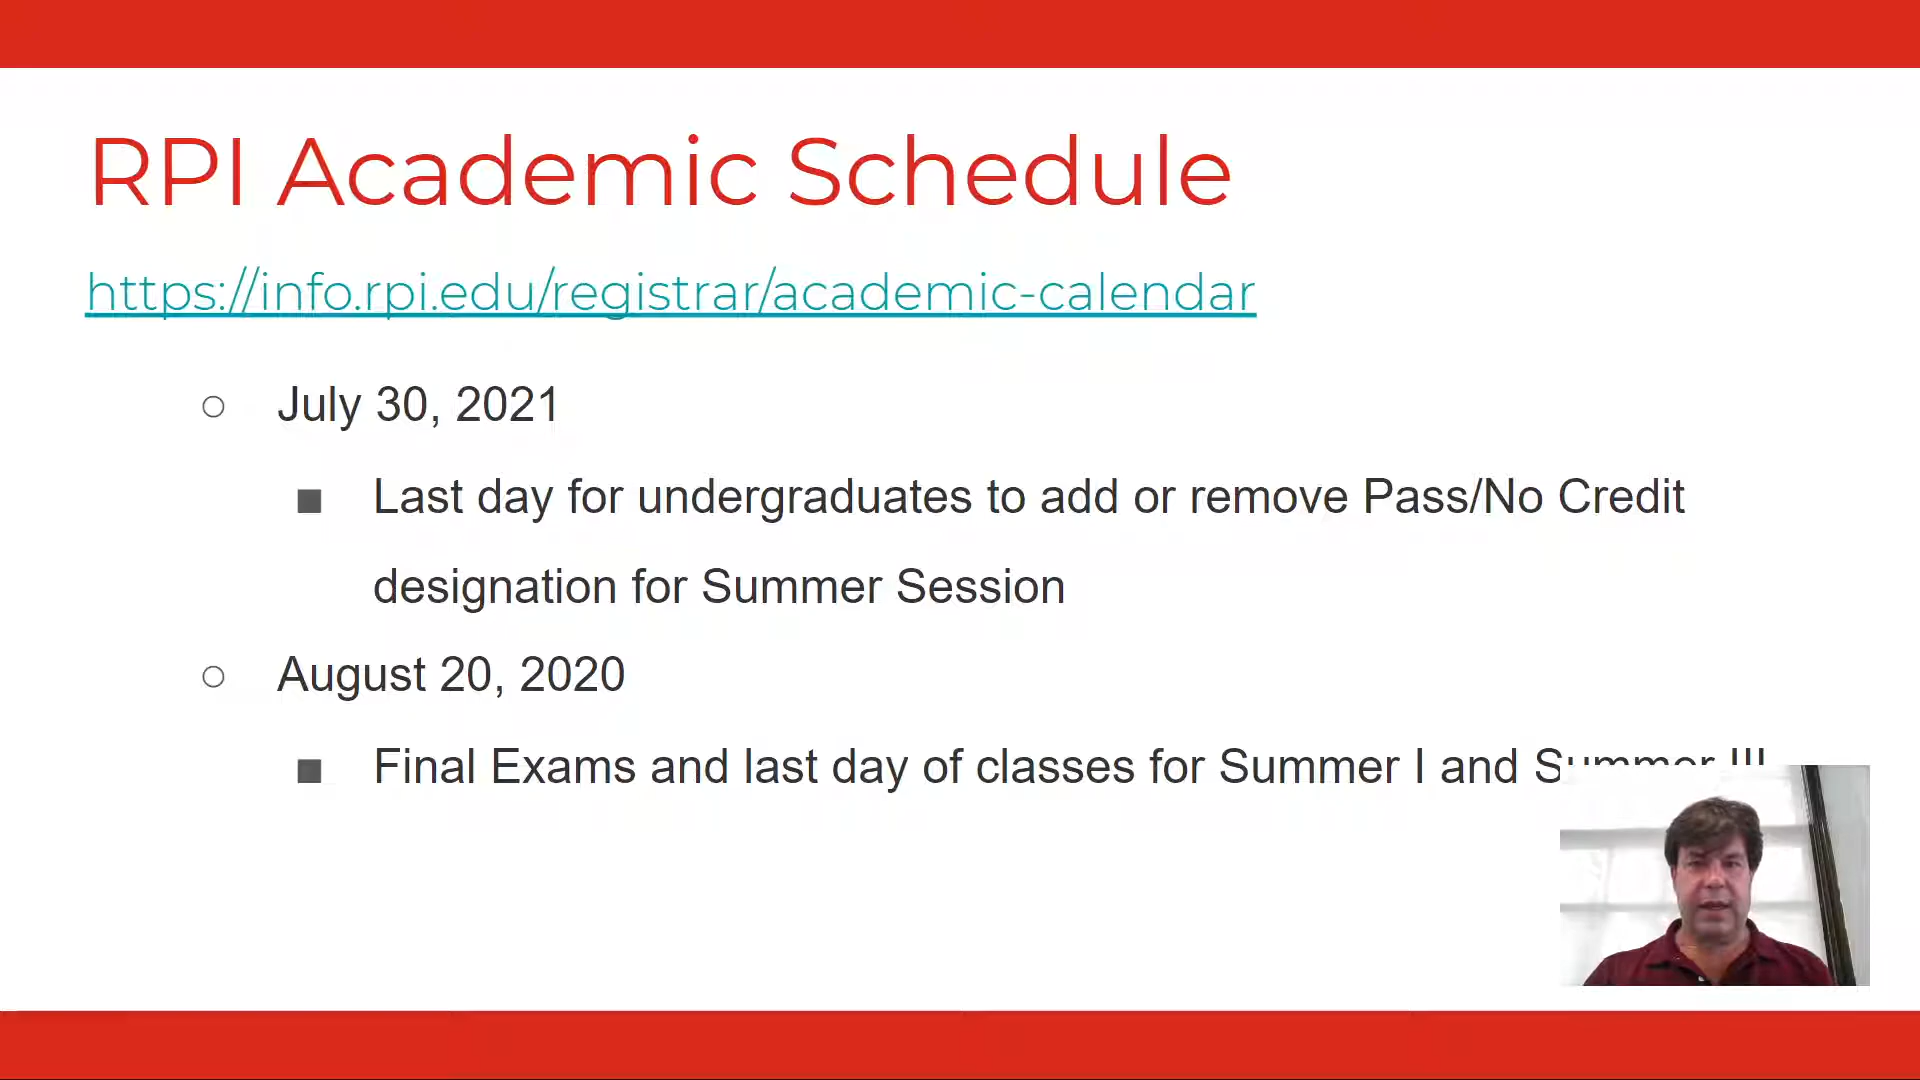 RPI Academic Schedule
https://info.rpi.edu/registrar/academic-calendar
July 30, 2021
Last day for undergraduates to add or remove Pass/No Credit
designation for Summer Session
August 20, 2020
Final Exams and last day of classes for Summer I and Summer III